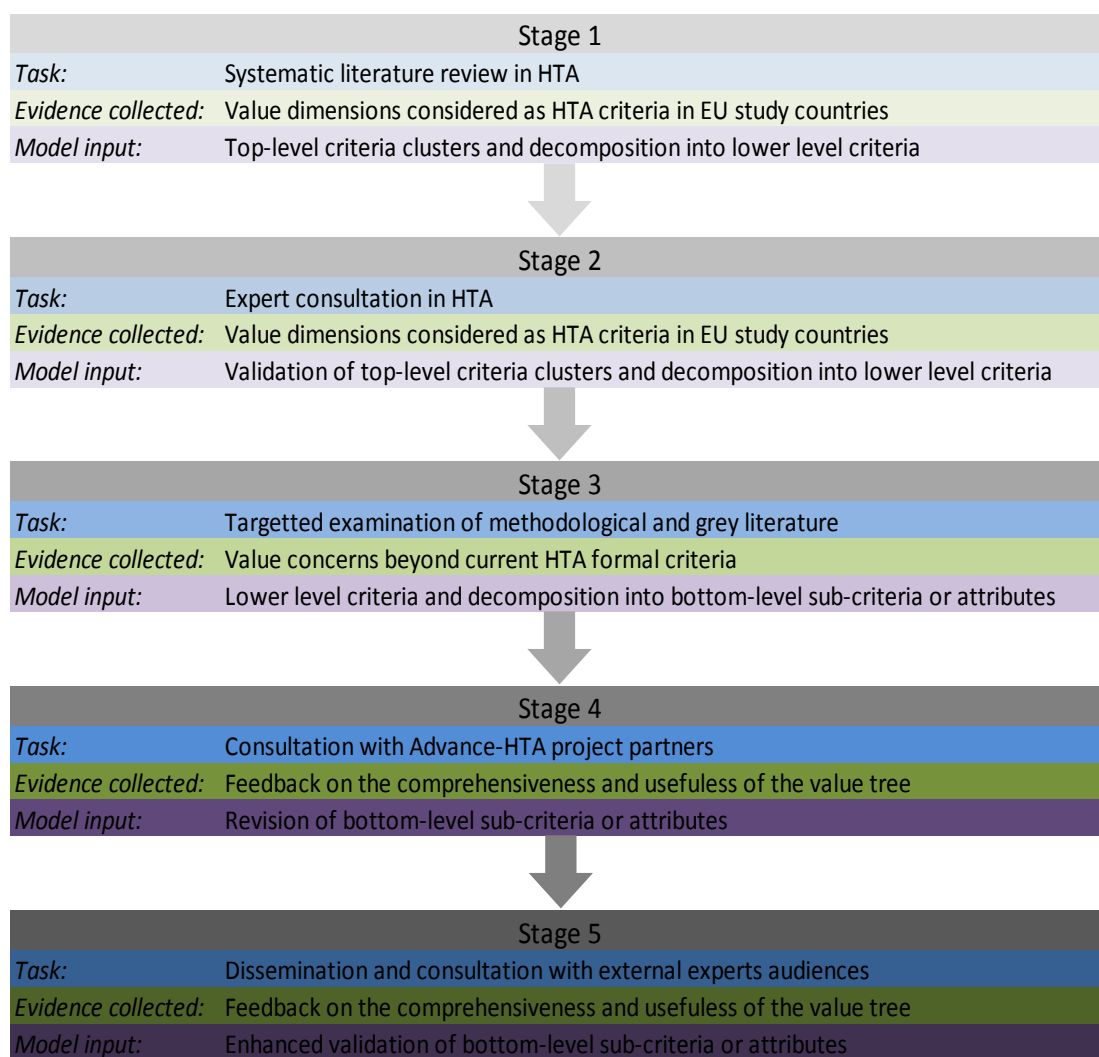 Stage 1
Task: Systematic literature review in HTA
Evidence collected: Value dimensions considered as HTA criteria in EU study countries
Model input: Top-level criteria clusters and decomposition into lower level criteria
Stage 2
Task: Expert consultation in HTA
Evidence collected: Value dimensions considered as HTA criteria in EU study countries
Model input: Validation of top-level criteria clusters and decomposition into lower level criteria
Stage 3
Task: Targetted examination of methodological and grey literature
Evidence collected: Value concerns beyond current HTA formal criteria
Model input: Lower level criteria and decomposition into bottom-level sub-criteria or attributes
Stage 4
Task: Consultation with Advance-HTA project partners
Evidence collected: Feedback on the comprehensiveness and usefuless of the value tree
Model input: Revision of bottom-level sub-criteria or attributes
Stage 5
Task: Dissemination and consultation with external experts audiences
Evidence collected: Feedback on the comprehensiveness and usefuless of the value tree
Model input: Enhanced validation of bottom-level sub-criteria or attributes